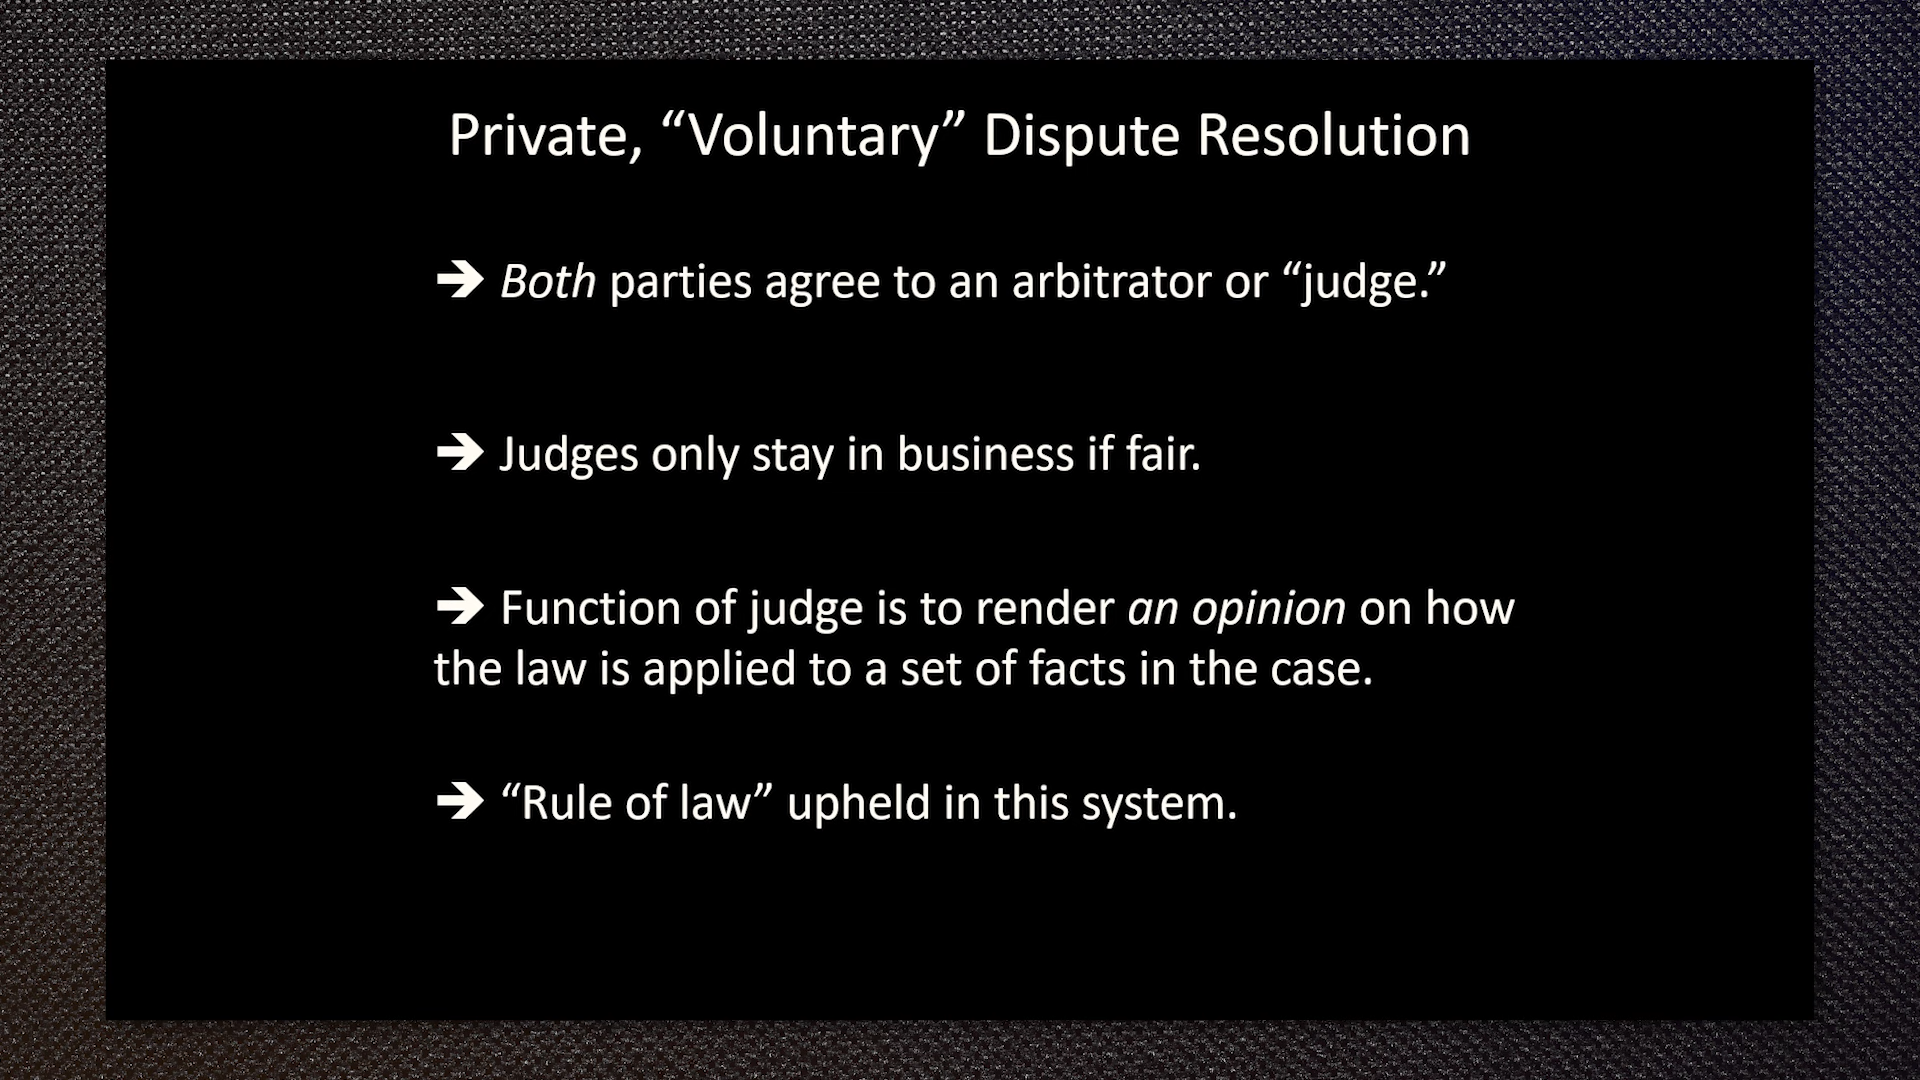 Private, “Voluntary” Dispute Resolution
➔ Both parties agree to an arbitrator or “judge.”
➔ Judges only stay in business if fair.
➔ Function of judge is to render an opinion on how
the law is applied to a set of facts in the case.
➔ “Rule of law” upheld in this system.